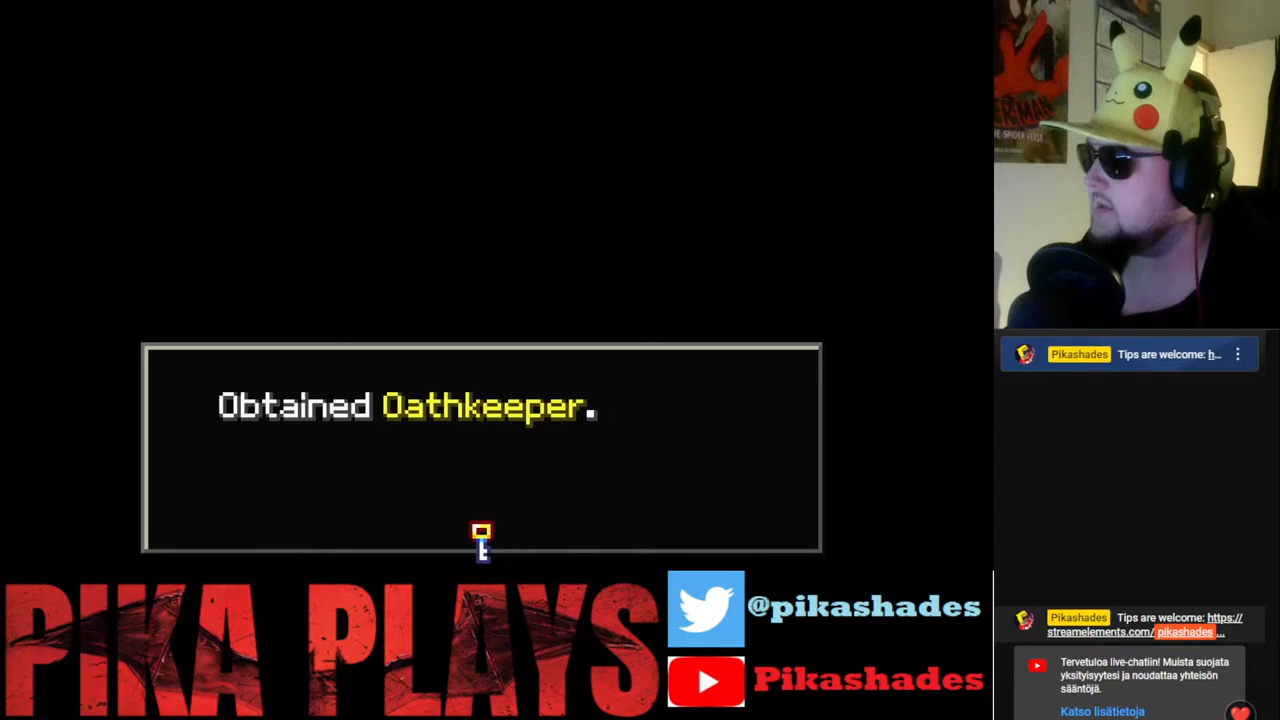 Obtained Oathkeeper.
PIKA PLAYS
@pikashades
Pikashades
Pikashades Tips are welcome: h...
Pikashades Tips are welcome: https://
streamelements.com/pikashades ...
Tervetuloa live-chatiin! Muista suojata
yksityisyytesi ja noudattaa yhteisön
sääntöjä.
Katso lisätietoja